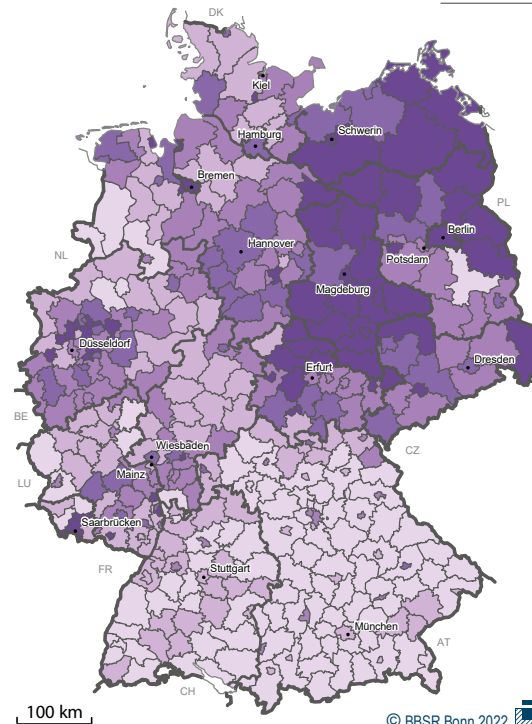 DK
Kiel
Hamburg
Schwerin
Bremen
PL
Berlin
Hannover
NL
Potsdam
Magdeburg
Düsseldorf
Erfurt
Dresden
BE
Wiesbaden
CZ
Mainz
LU
Saarbrücken
FR
Stuttgart
München
AT
CH
100 km
© BBSR Bonn 2022